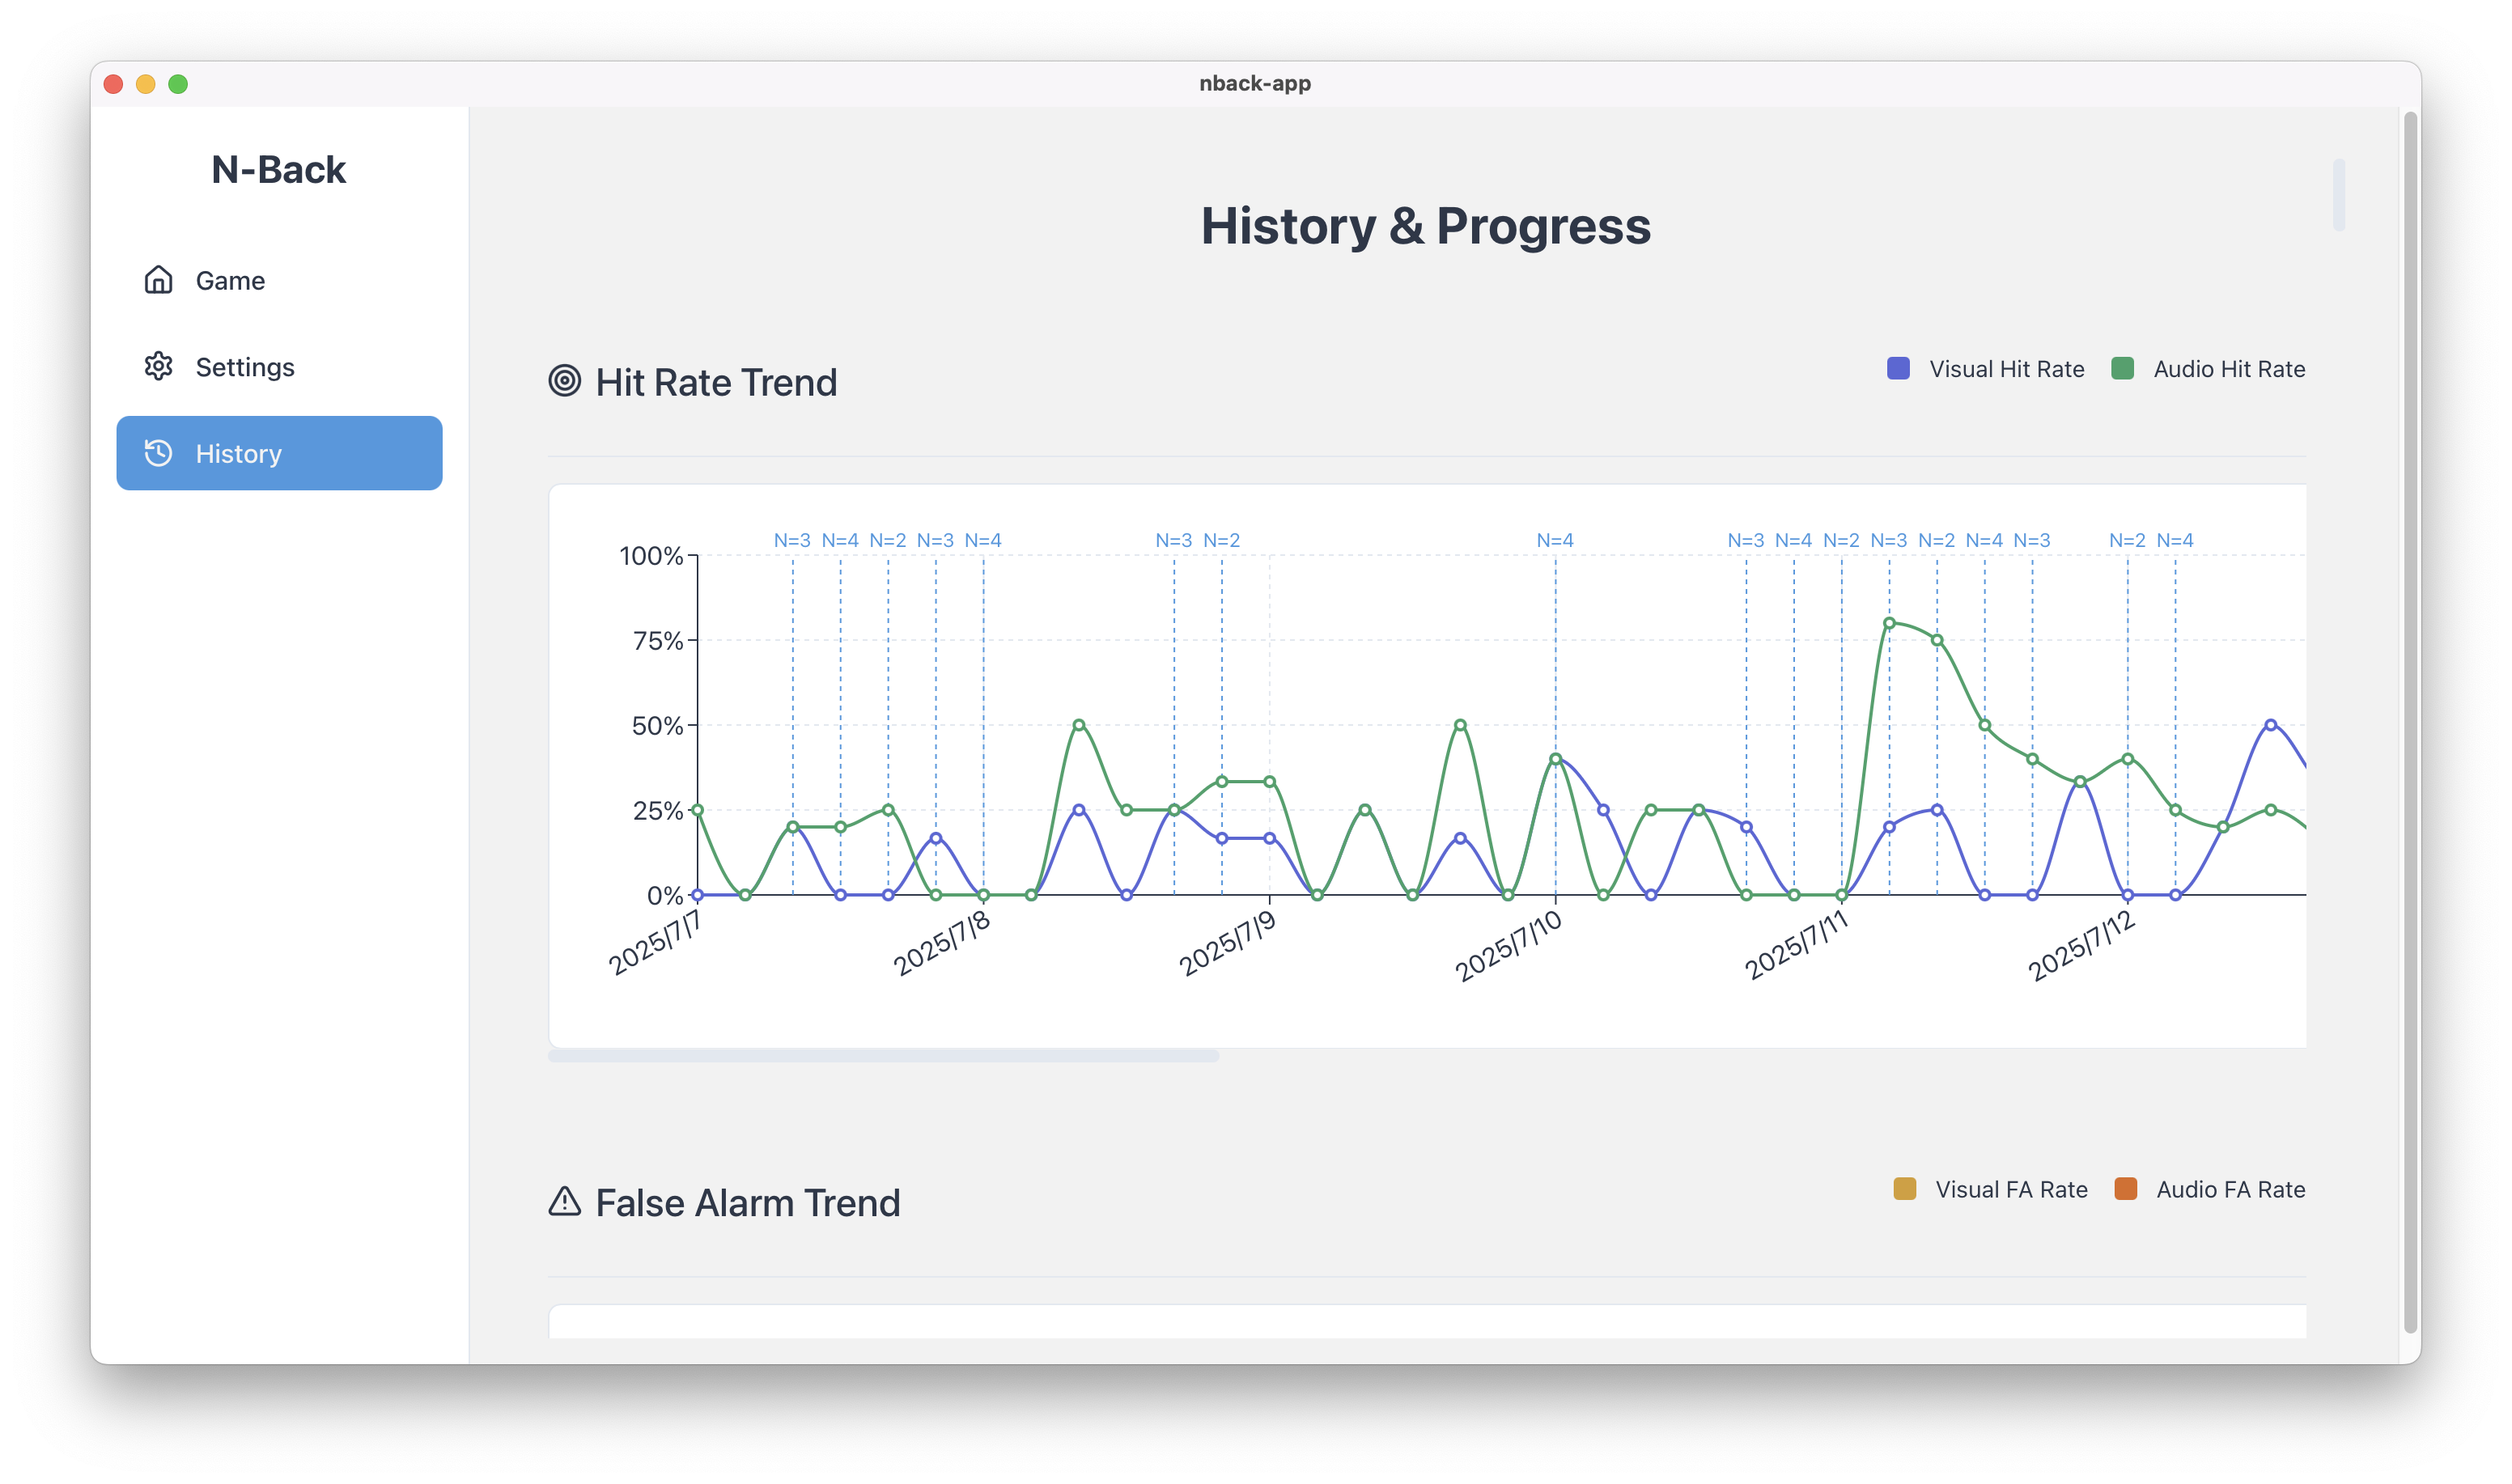 nback-app
N-Back
Game
Settings
History
History & Progress
Hit Rate Trend
Visual Hit Rate Audio Hit Rate
N=3 N=4 N=2 N=3 N=4 N=3 N=2 N=4 N=3 N=4 N=2 N=3 N=2 N=4 N=3 N=2 N=4
100%
75%
50%
25%
0%
2025/7/7 2025/7/8 2025/7/9 2025/7/10 2025/7/11 2025/7/12
False Alarm Trend
Visual FA Rate Audio FA Rate